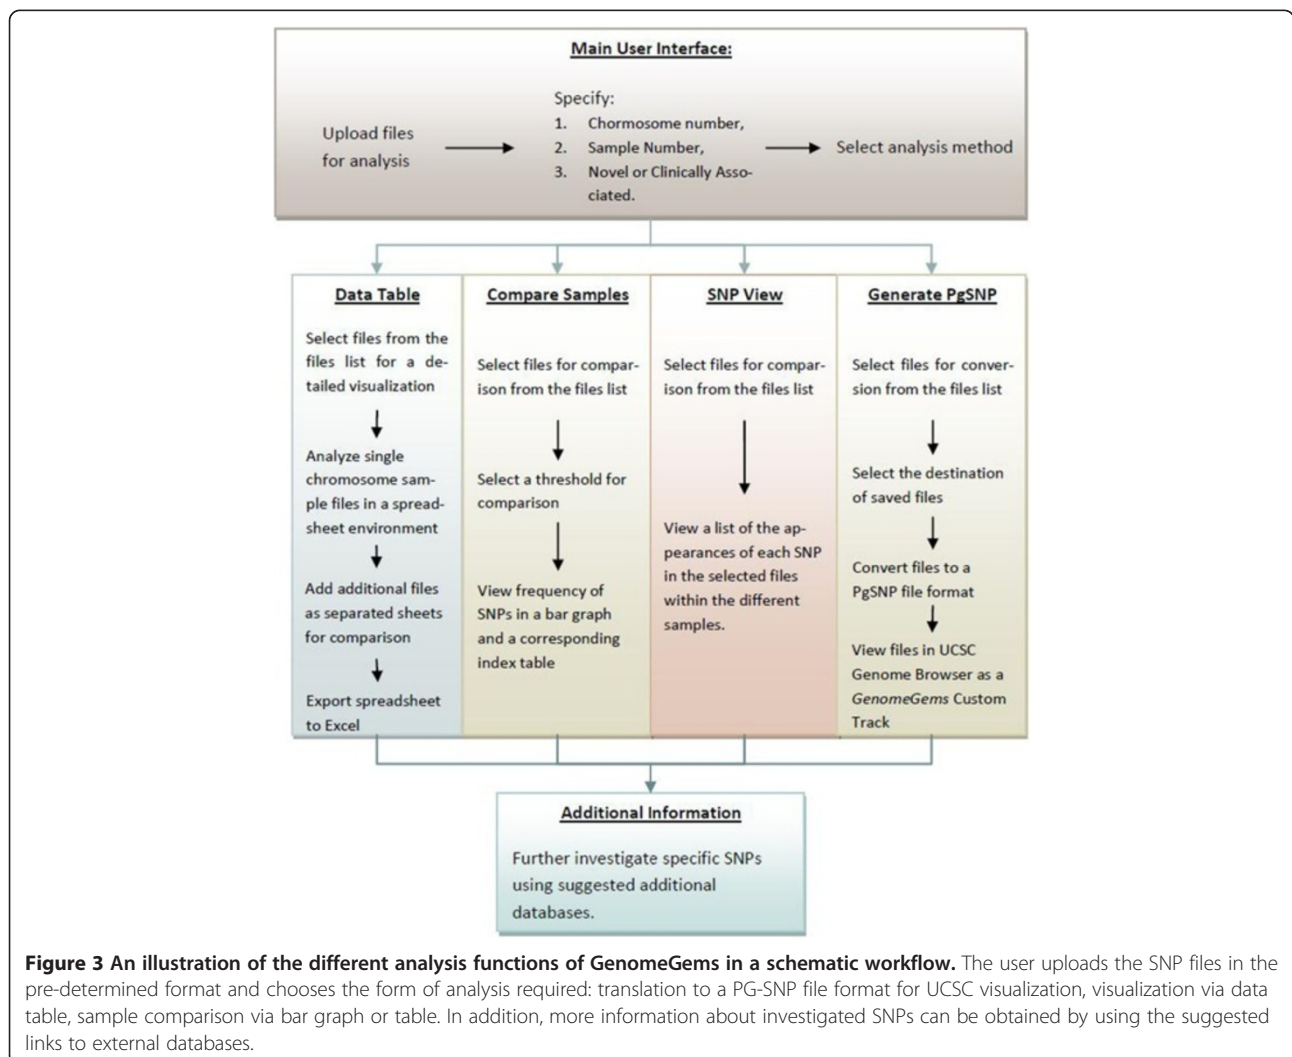 Main User Interface:
Upload files
for analysis
Specify:
1. Chormosome number,
2. Sample Number,
3. Novel or Clinically Asso-
ciated.
Select analysis method
Data Table
Select files from the
files list for a de-
tailed visualization
Analyze single
chromosome sam-
ple files in a spread-
sheet environment
Add additional files
as separated sheets
for comparison
Export spreadsheet
to Excel
Compare Samples
Select files for compar-
ison from the files list
Select a threshold for
comparison
View frequency of
SNPs in a bar graph
and a corresponding
index table
SNP View
Select files for compar-
ison from the files list
View a list of the ap-
pearances of each SNP
in the selected files
within the different
samples.
Generate PgSNP
Select files for conver-
sion from the files list
Select the destination
of saved files
Convert files to a
PgSNP file format
View files in UCSC
Genome Browser as a
GenomeGems Custom
Track
Additional Information
Further investigate specific SNPs
using suggested additional
databases.
Figure 3 An illustration of the different analysis functions of GenomeGems in a schematic workflow. The user uploads the SNP files in the
pre-determined format and chooses the form of analysis required: translation to a PG-SNP file format for UCSC visualization, visualization via data
table, sample comparison via bar graph or table. In addition, more information about investigated SNPs can be obtained by using the suggested
links to external databases.